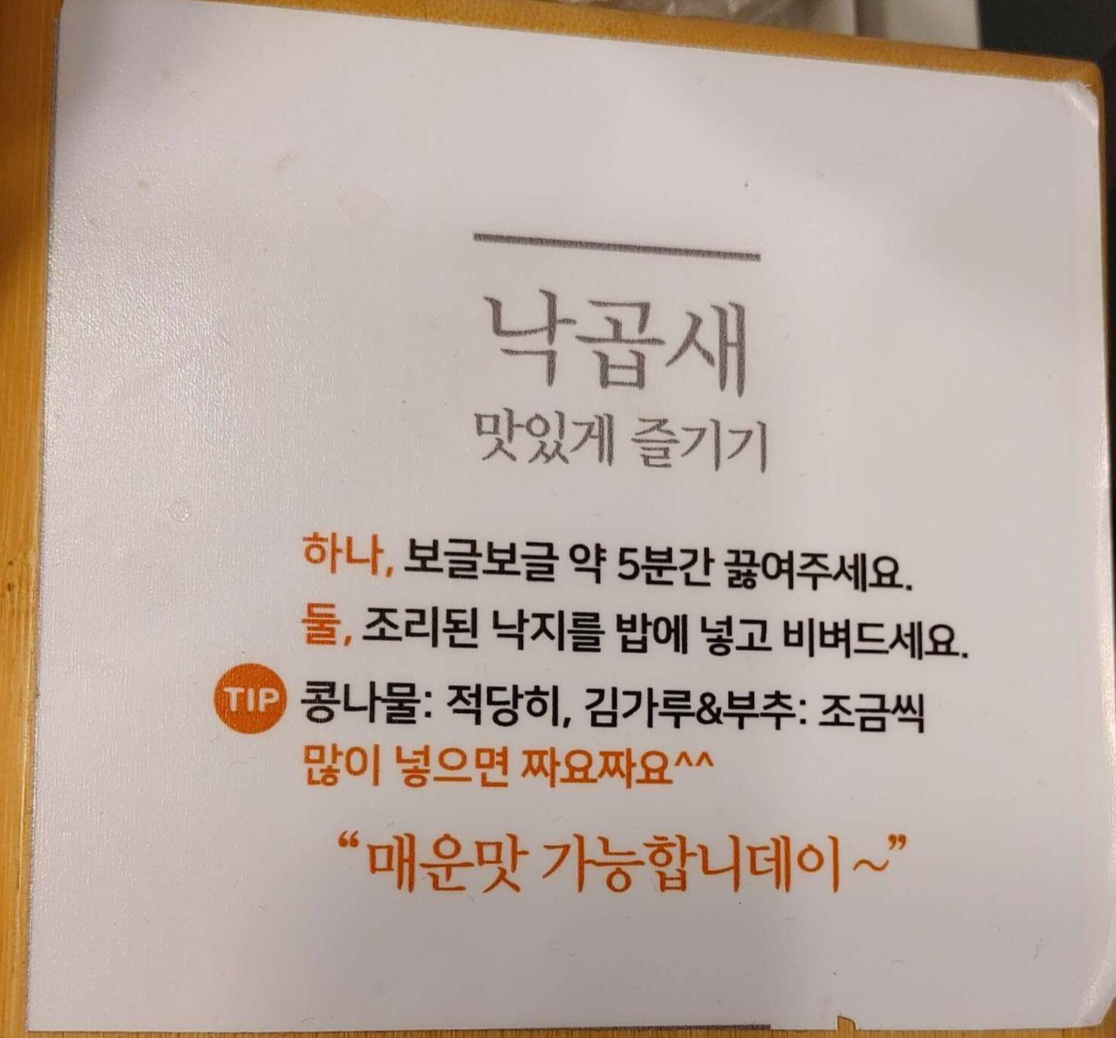 낙곱새
맛있게 즐기기
하나, 보글보글 약 5분간 끓여주세요.
둘, 조리된 낙지를 밥에 넣고 비벼드세요.
TIP 콩나물: 적당히, 김가루&부추: 조금씩
많이 넣으면 짜요짜요^^
“매운맛 가능합니데이~”